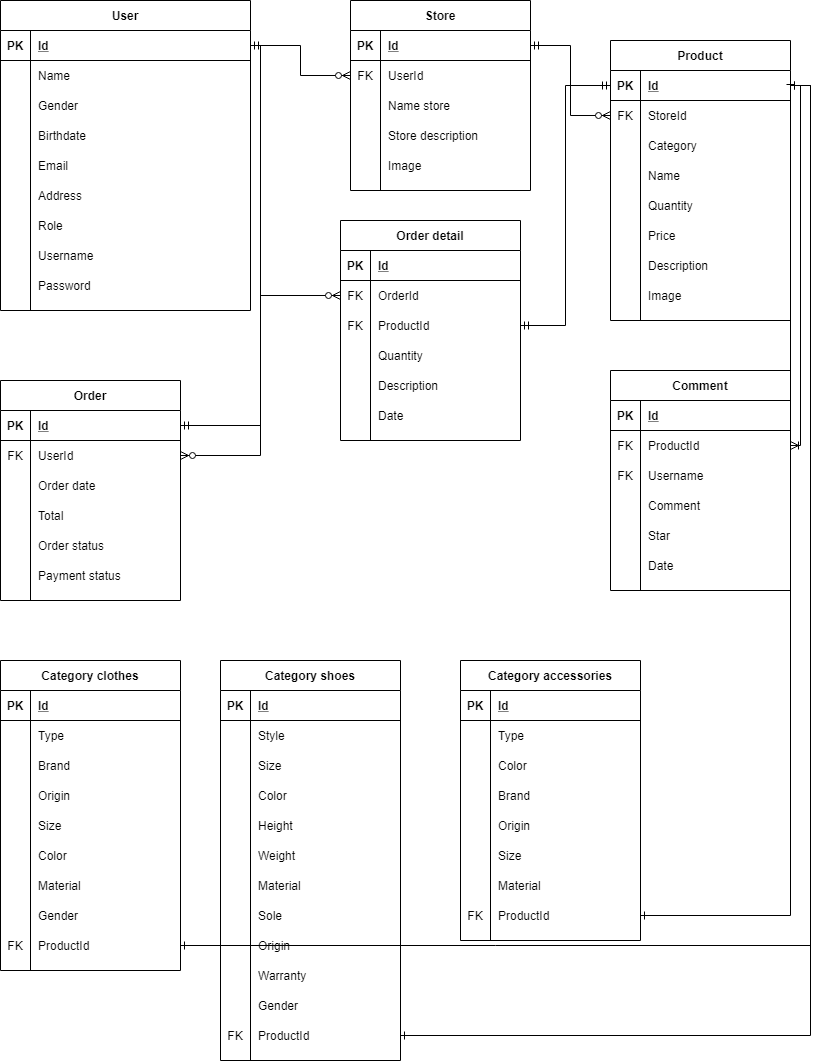 User
PK Id
Name
Gender
Birthdate
Email
Address
Role
Username
Password
Store
PK Id
FK UserId
Name store
Store description
Image
Product
PK Id
FK StoreId
Category
Name
Quantity
Price
Description
Image
Order detail
PK Id
FK OrderId
FK ProductId
Quantity
Description
Date
Order
PK Id
FK UserId
Order date
Total
Order status
Payment status
Comment
PK Id
FK ProductId
FK Username
Comment
Star
Date
Category clothes
PK Id
Type
Brand
Origin
Size
Color
Material
Gender
FK ProductId
Category shoes
PK Id
Style
Size
Color
Height
Weight
Material
Sole
Origin
Warranty
Gender
FK ProductId
Category accessories
PK Id
Type
Color
Brand
Origin
Size
Material
FK ProductId